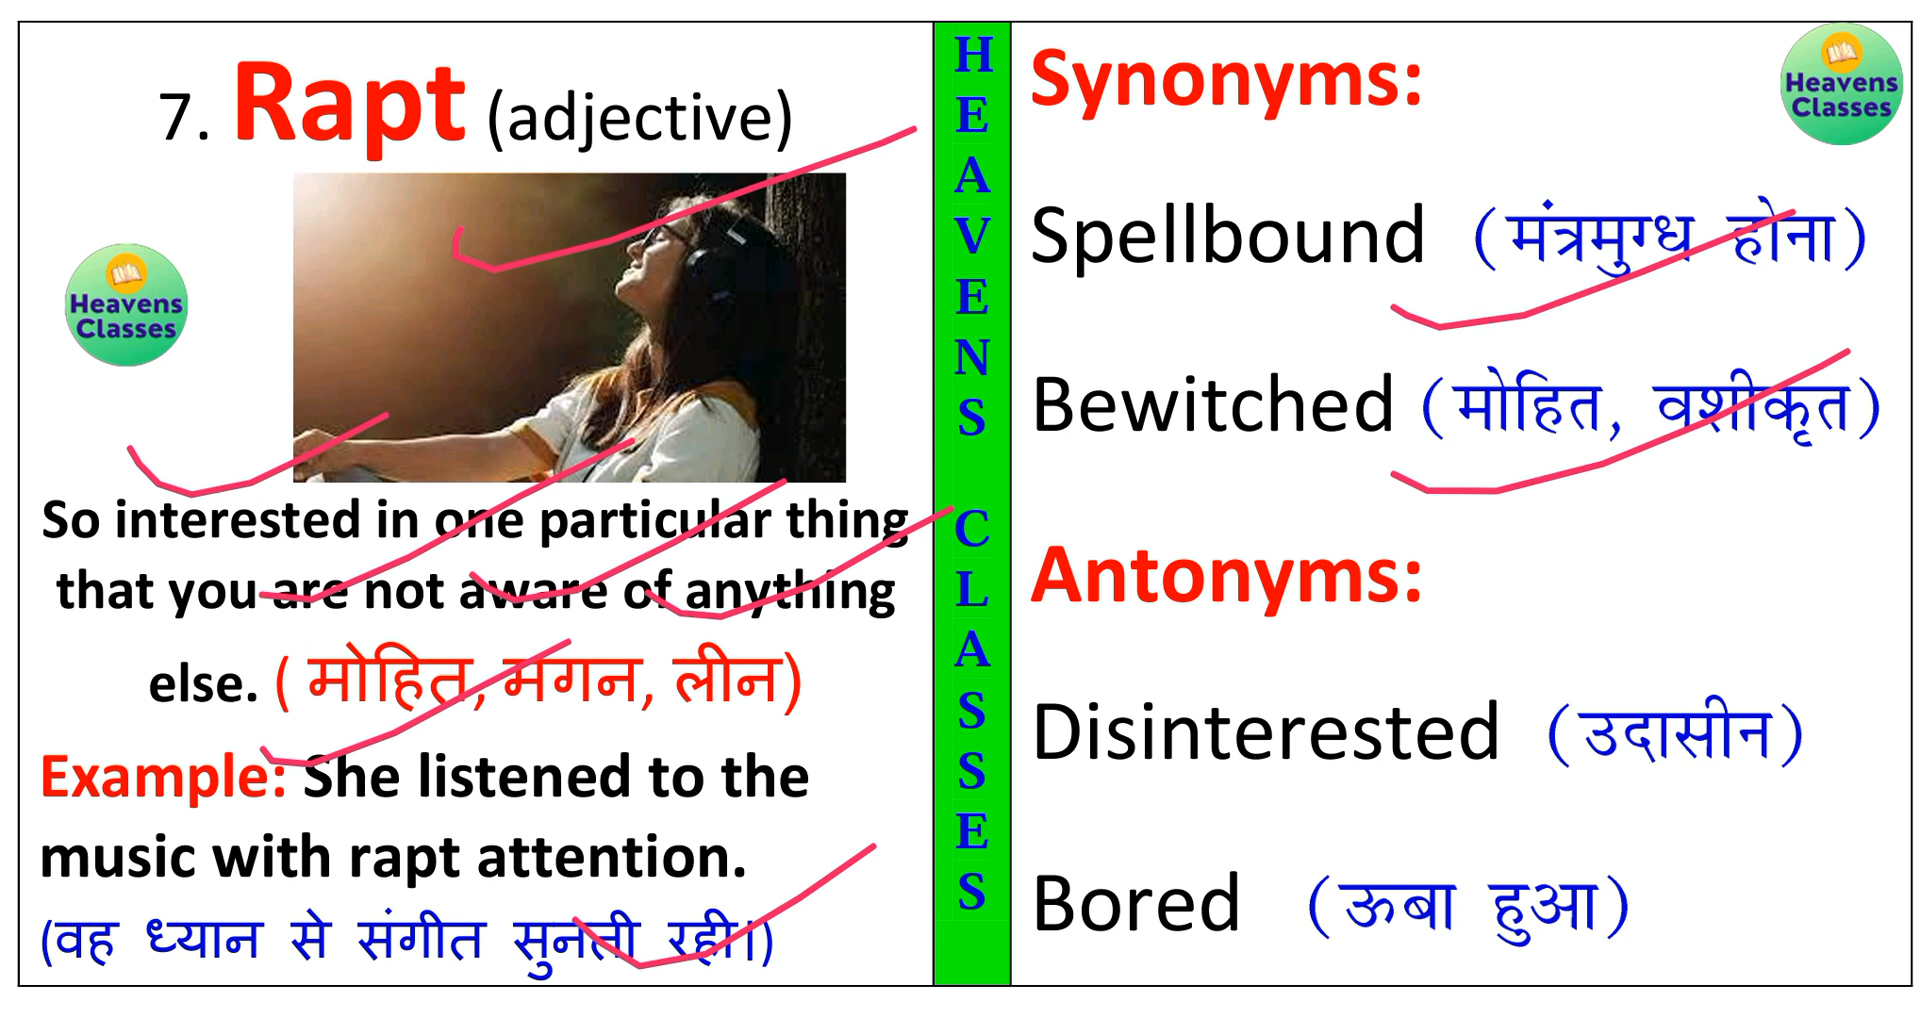 7. Rapt (adjective)
Heavens
Classes
So interested in one particular thing
that you are not aware of anything
else. ( मोहित, मगन, लीन)
Example: She listened to the
music with rapt attention.
(वह ध्यान से संगीत सुनती रही।)
HEAVENS CLASSES
Synonyms:
Heavens
Classes
Spellbound (मंत्रमुग्ध होना)
Bewitched (मोहित, वशीकृत)
Antonyms:
Disinterested (उदासीन)
Bored (ऊबा हुआ)